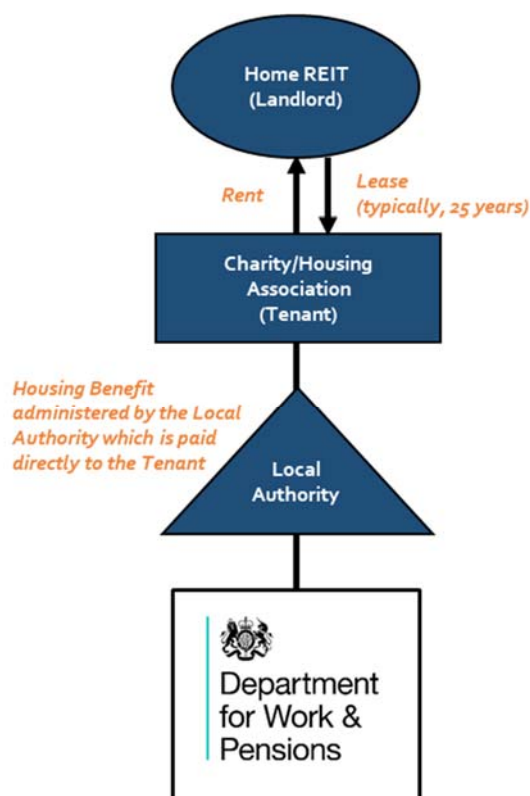 Home REIT
(Landlord)
Rent
Lease
(typically, 25 years)
Charity/Housing
Association
(Tenant)
Housing Benefit
administered by the Local
Authority which is paid
directly to the Tenant
Local
Authority
Department
for Work &
Pensions